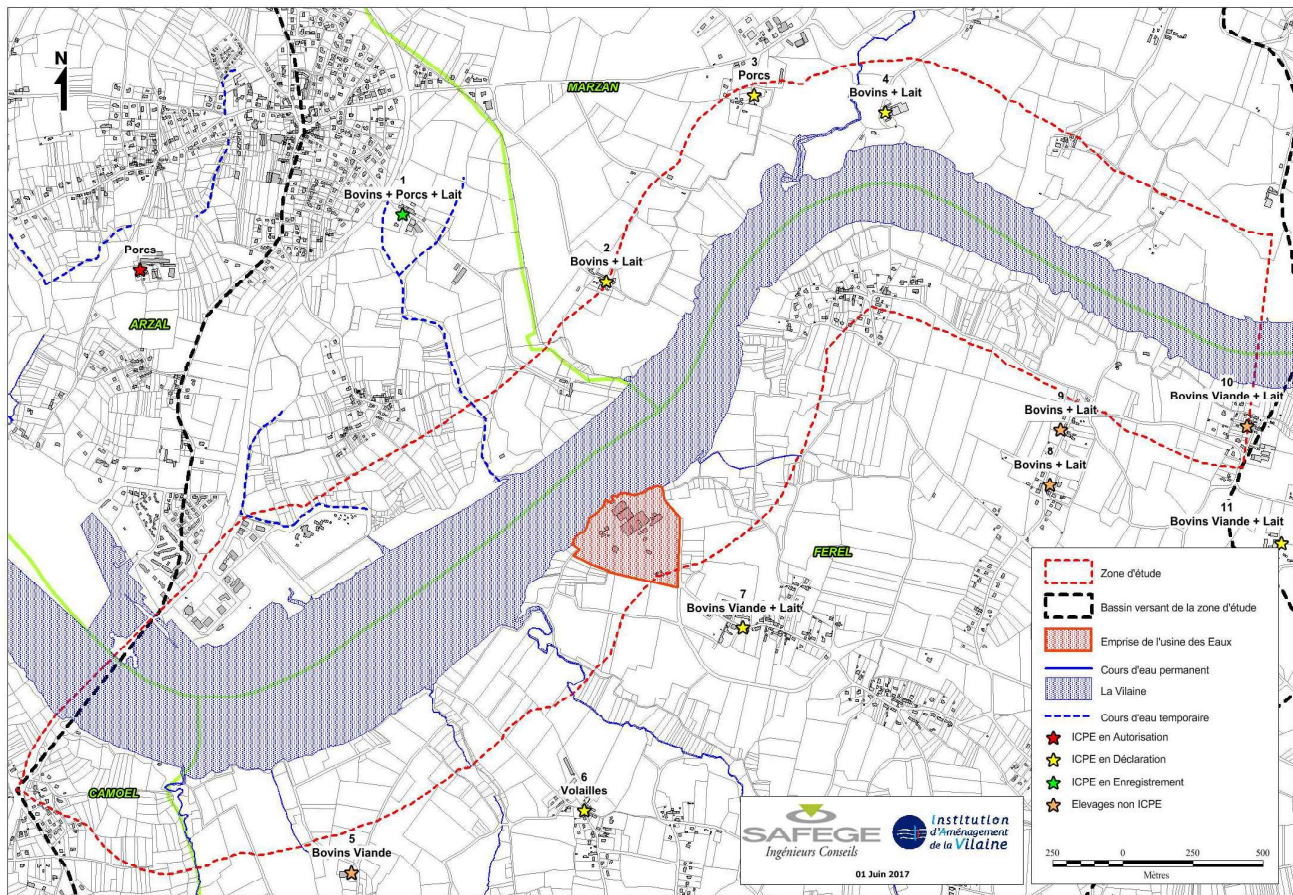 N
MARZAN
3
Porcs
4
Bovins + Lait
1
Bovins + Porcs + Lait
2
Bovins + Lait
Porcs
ARZAL
10
Bovins Viande + Lait
9
Bovins + Lait
8
Bovins + Lait
11
Bovins Viande + Lait
FEREL
7
Bovins Viande + Lait
CAMOEL
6
Volailles
5
Bovins Viande
Zone d'étude
Bassin versant de la zone d'étude
Emprise de l'usine des Eaux
Cours d'eau permanent
La Vilaine
Cours d'eau temporaire
ICPE en Autorisation
ICPE en Déclaration
ICPE en Enregistrement
Elevages non ICPE
SAFEGE
Ingénieurs Conseils
Institution
d'Aménagement
de la Vilaine
01 Juin 2017
250 0 250 500
Mètres